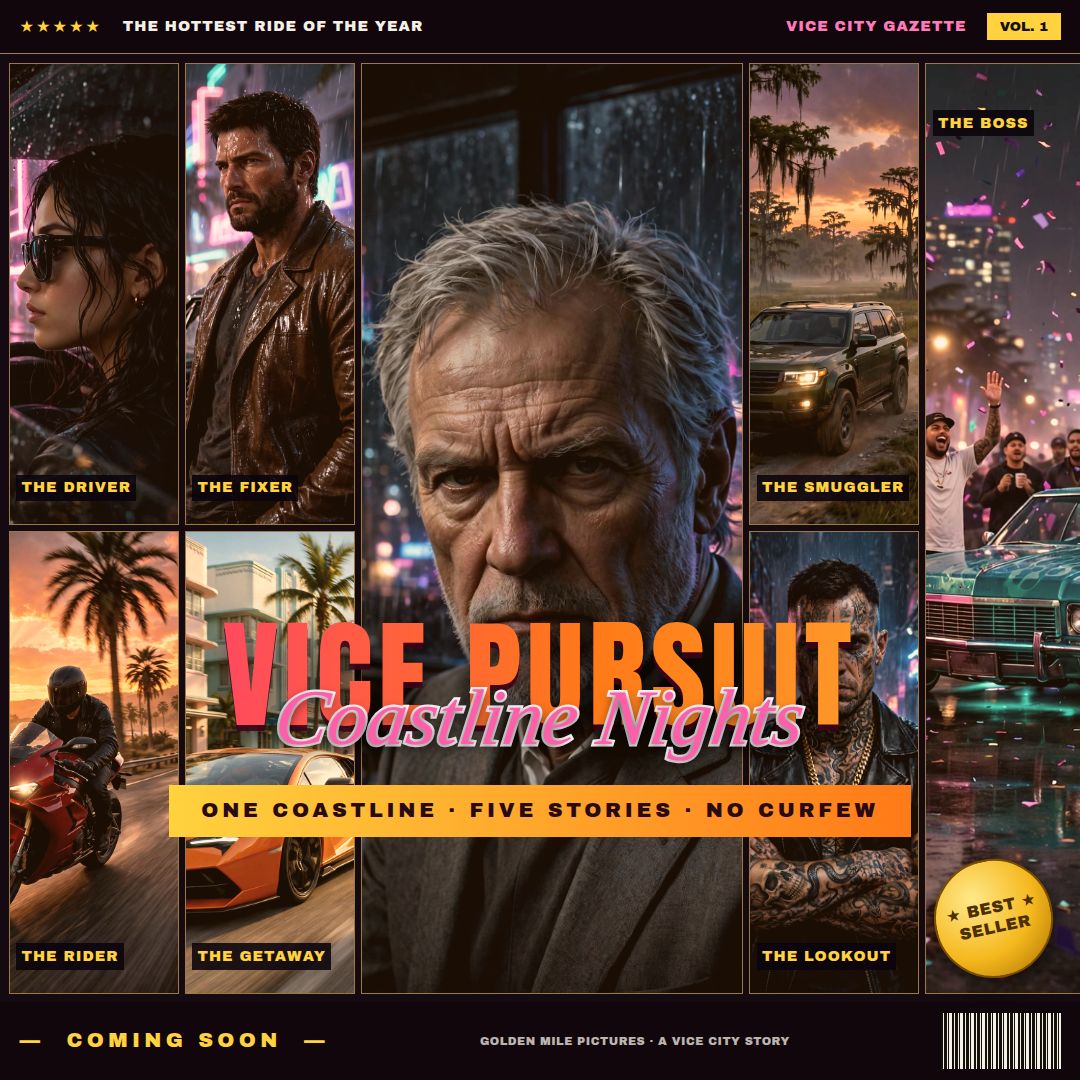 ★★★★★ THE HOTTEST RIDE OF THE YEAR
VICE CITY GAZETTE
VOL. 1
THE BOSS
THE DRIVER
THE FIXER
THE SMUGGLER
VICE PURSUIT
Coastline Nights
ONE COASTLINE · FIVE STORIES · NO CURFEW
★ BEST ★
SELLER
THE RIDER
THE GETAWAY
THE LOOKOUT
— COMING SOON —
GOLDEN MILE PICTURES · A VICE CITY STORY